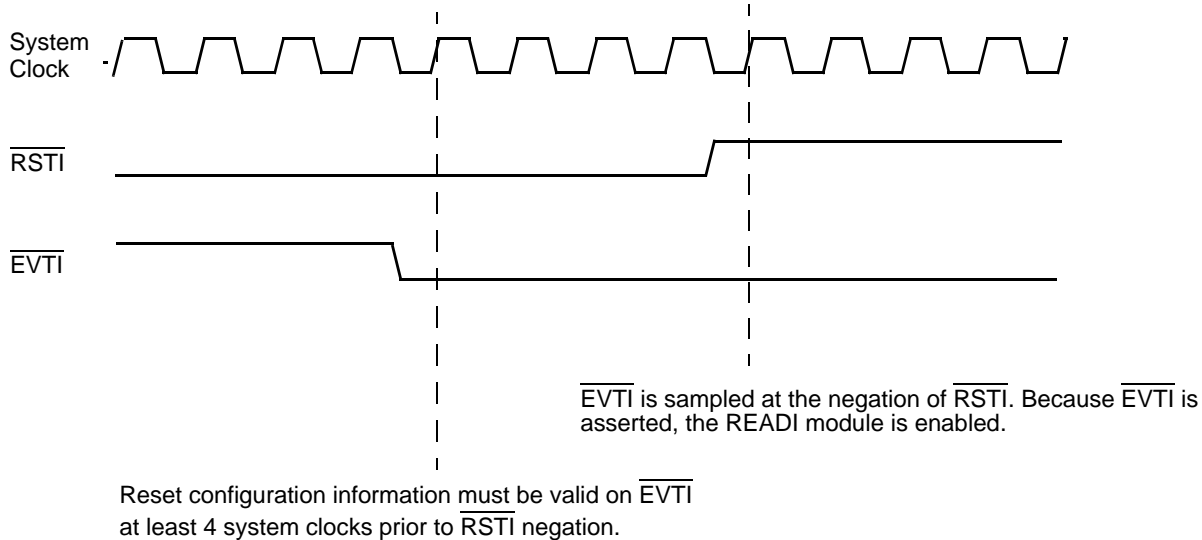 System
Clock
RSTI
EVTI
EVTI is sampled at the negation of RSTI. Because EVTI is
asserted, the READI module is enabled.
Reset configuration information must be valid on EVTI
at least 4 system clocks prior to RSTI negation.